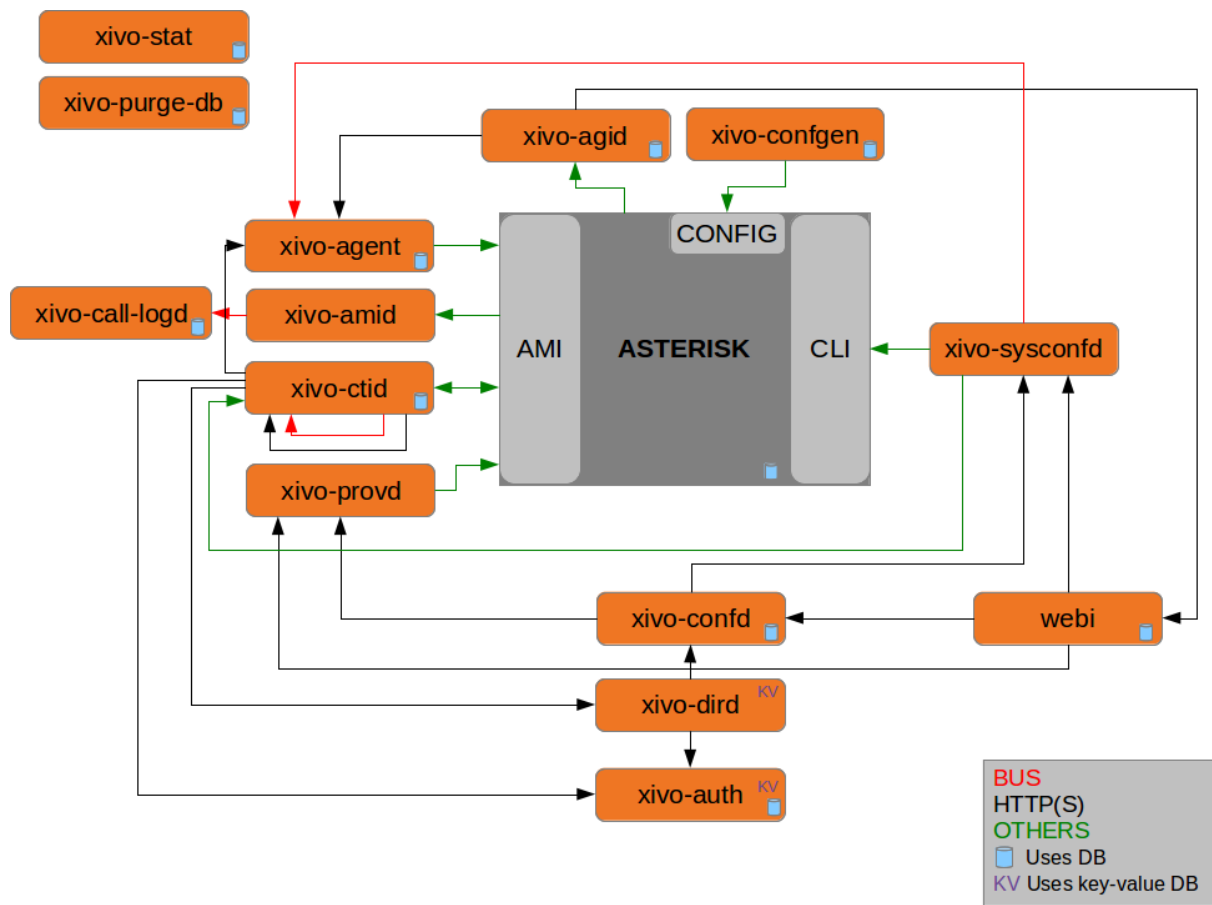 xivo-stat
xivo-purge-db
xivo-agid
xivo-confgen
CONFIG
xivo-agent
xivo-call-logd
xivo-amid
AMI
ASTERISK
CLI
xivo-sysconfd
xivo-ctid
xivo-provd
xivo-confd
webi
xivo-dird
KV
xivo-auth
KV
BUS
HTTP(S)
OTHERS
Uses DB
KV Uses key-value DB